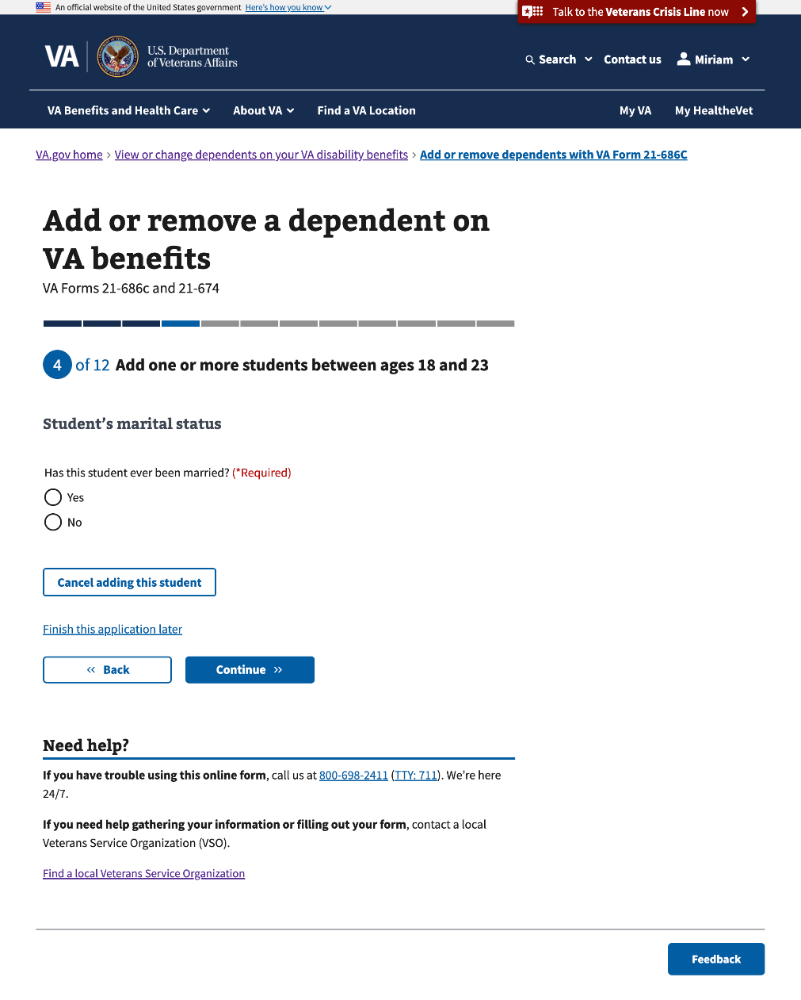 An official website of the United States government Here's how you know
Talk to the Veterans Crisis Line now
VA
U.S. Department
of Veterans Affairs
Search
Contact us
Miriam
VA Benefits and Health Care
About VA
Find a VA Location
My VA
My HealtheVet
VA.gov home › View or change dependents on your VA disability benefits › Add or remove dependents with VA Form 21-686C
Add or remove a dependent on
VA benefits
VA Forms 21-686c and 21-674
4 of 12 Add one or more students between ages 18 and 23
Student’s marital status
Has this student ever been married? (*Required)
Yes
No
Cancel adding this student
Finish this application later
« Back
Continue »
Need help?
If you have trouble using this online form, call us at 800-698-2411 (TTY: 711). We’re here
24/7.
If you need help gathering your information or filling out your form, contact a local
Veterans Service Organization (VSO).
Find a local Veterans Service Organization
Feedback